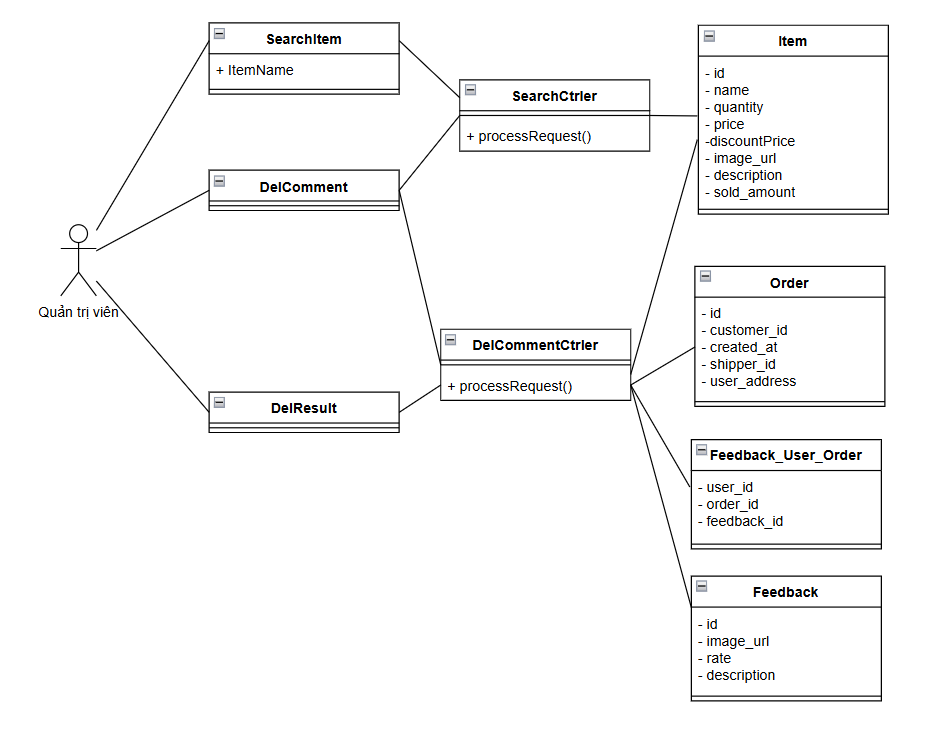 SearchItem
+ ItemName
DelComment
Quản trị viên
DelResult
SearchCtrler
+ processRequest()
DelCommentCtrler
+ processRequest()
Item
- id
- name
- quantity
- price
-discountPrice
- image_url
- description
- sold_amount
Order
- id
- customer_id
- created_at
- shipper_id
- user_address
Feedback_User_Order
- user_id
- order_id
- feedback_id
Feedback
- id
- image_url
- rate
- description